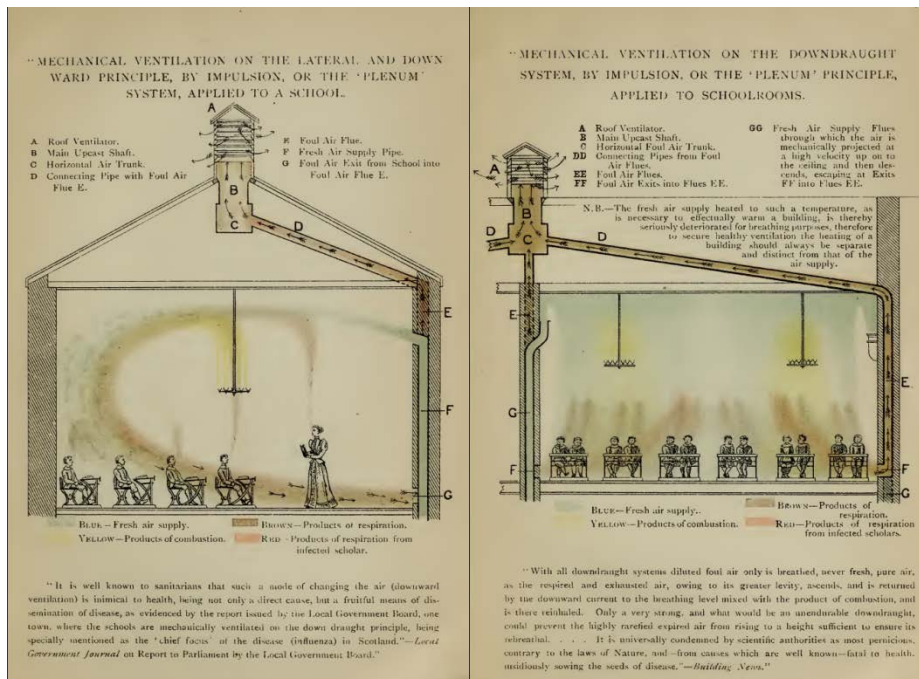 "MECHANICAL VENTILATION ON THE LATERAL AND DOWN
WARD PRINCIPLE, BY IMPULSION, OR THE 'PLENUM'
SYSTEM, APPLIED TO A SCHOOL.
A
A Roof Ventilator.
B Main Upcast Shaft.
C Horizontal Air Trunk.
D Connecting Pipe with Foul Air
Flue E.
E Foul Air Flue.
F Fresh Air Supply Pipe.
G Foul Air Exit from School into
Foul Air Flue E.
B
C
D
E
F
G
BLUE—Fresh air supply.
YELLOW—Products of combustion.
BROWN—Products of respiration.
RED—Products of respiration from
infected scholar.
"It is well known to sanitarians that such a mode of changing the air (downward
ventilation) is inimical to health, being not only a direct cause, but a fruitful means of dis-
semination of disease, as evidenced by the report issued by the Local Government Board, one
town, where the schools are mechanically ventilated on the down draught principle, being
specially mentioned as the 'chief focus' of the disease (influenza) in Scotland."—Local
Government Journal on Report to Parliament by the Local Government Board."
"MECHANICAL VENTILATION ON THE DOWNDRAUGHT
SYSTEM, BY IMPULSION, OR THE 'PLENUM' PRINCIPLE,
APPLIED TO SCHOOLROOMS.
A Roof Ventilator.
B Main Upcast Shaft.
C Horizontal Foul Air Trunk.
DD Connecting Pipes from Foul
Air Flues.
EE Foul Air Flues.
FF Foul Air Exits into Flues EE.
GG Fresh Air Supply Flues
through which the air is
mechanically projected at
a high velocity up on to
the ceiling and then des-
cends, escaping at Exits
FF into Flues EE.
A
B
N.B.—The fresh air supply heated to such a temperature, as
is necessary to effectually warm a building, is thereby
seriously deteriorated for breathing purposes, therefore
to secure healthy ventilation the heating of a
building should always be separate
and distinct from that of the
air supply.
D
C
D
E
E
G
F
F
G
BLUE—Fresh air supply.
YELLOW—Products of combustion.
BROWN—Products of
respiration.
RED—Products of respiration
from infected scholars.
"With all downdraught systems diluted foul air only is breathed, never fresh, pure air,
as the respired and exhausted air, owing to its greater levity, ascends, and is returned
by the downward current to the breathing level mixed with the product of combustion, and
is there reinhaled. Only a very strong, and what would be an unendurable downdraught,
could prevent the highly rarefied expired air from rising to a height sufficient to ensure its
rebreathal. . . . It is universally condemned by scientific authorities as most pernicious,
contrary to the laws of Nature, and—from causes which are well known—fatal to health,
insidiously sowing the seeds of disease."—Building News."